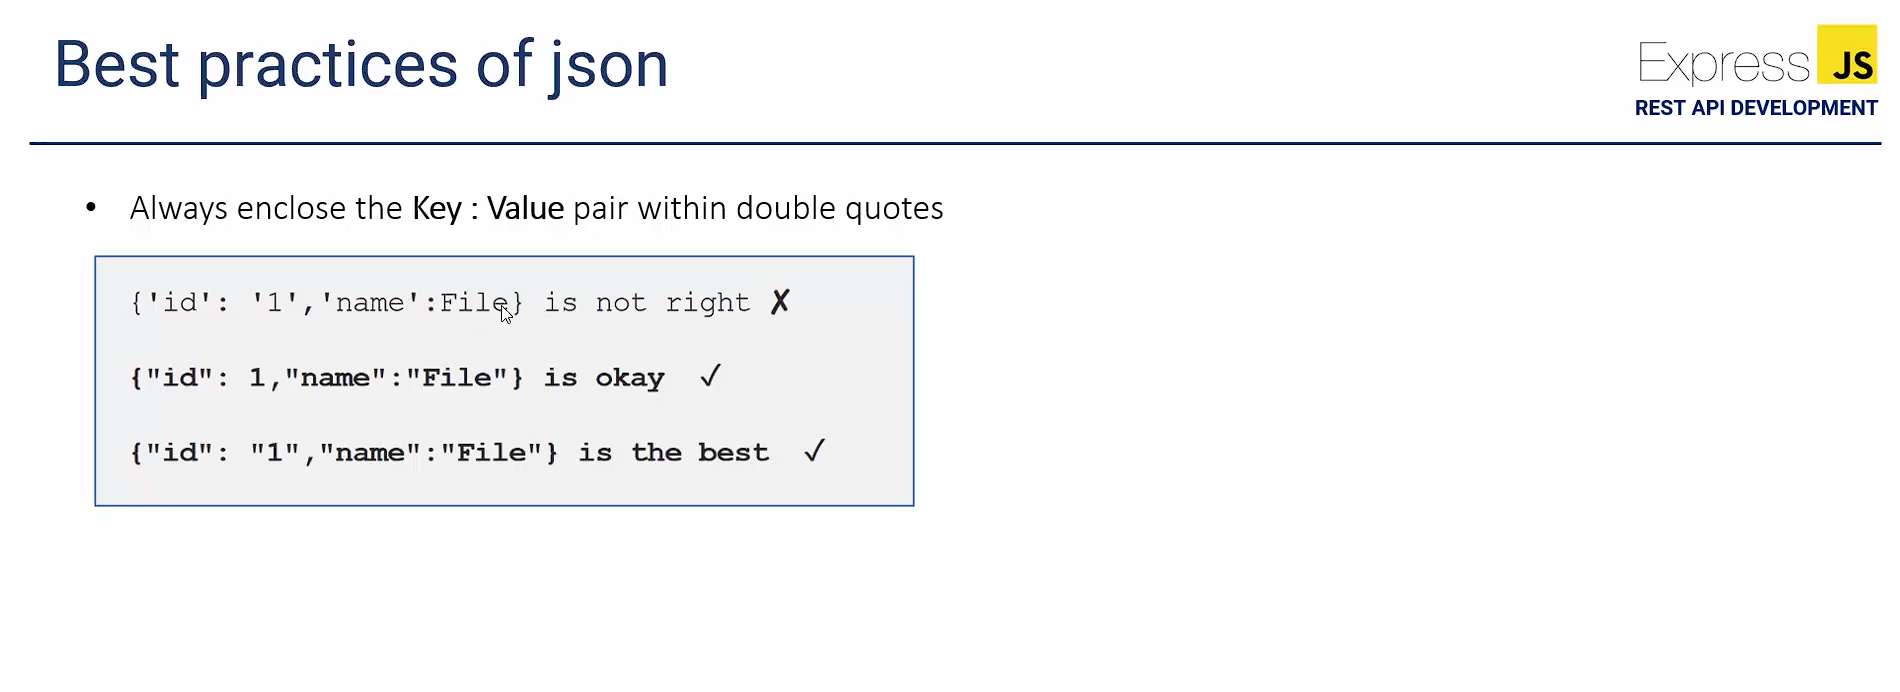 Best practices of json
Express JS
REST API DEVELOPMENT
• Always enclose the Key : Value pair within double quotes
{'id': '1','name':File} is not right ✗
{"id": 1,"name":"File"} is okay ✓
{"id": "1","name":"File"} is the best ✓